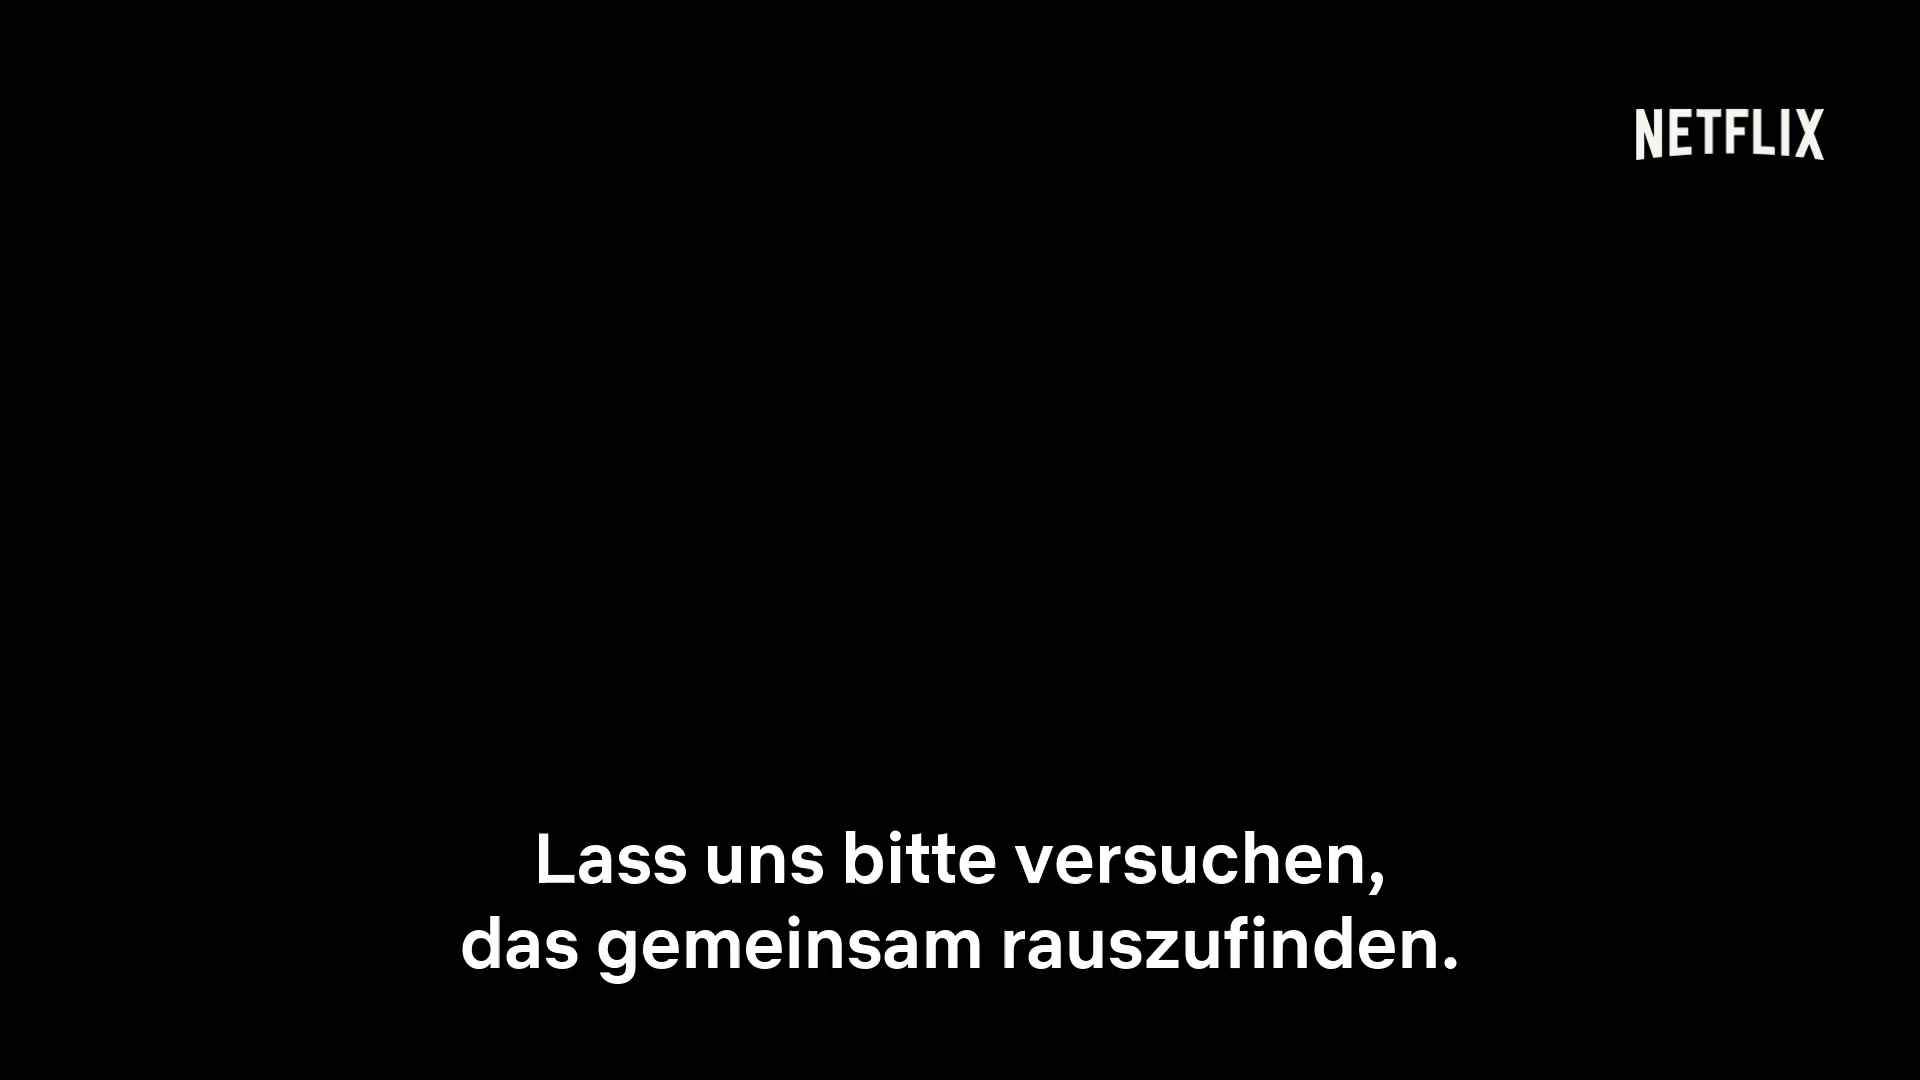 NETFLIX
Lass uns bitte versuchen,
das gemeinsam rauszufinden.